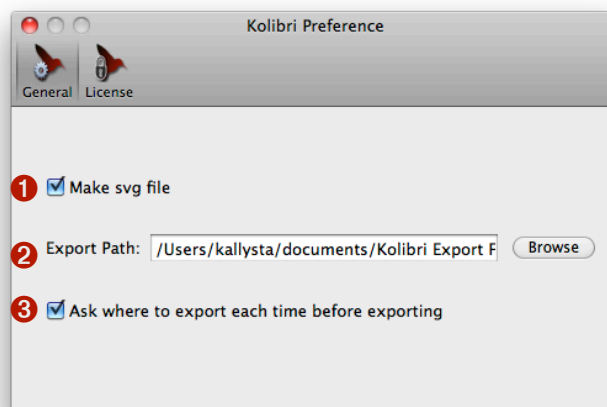 Kolibri Preference
General License
1 Make svg file
2 Export Path: /Users/kallysta/documents/Kolibri Export F Browse
3 Ask where to export each time before exporting